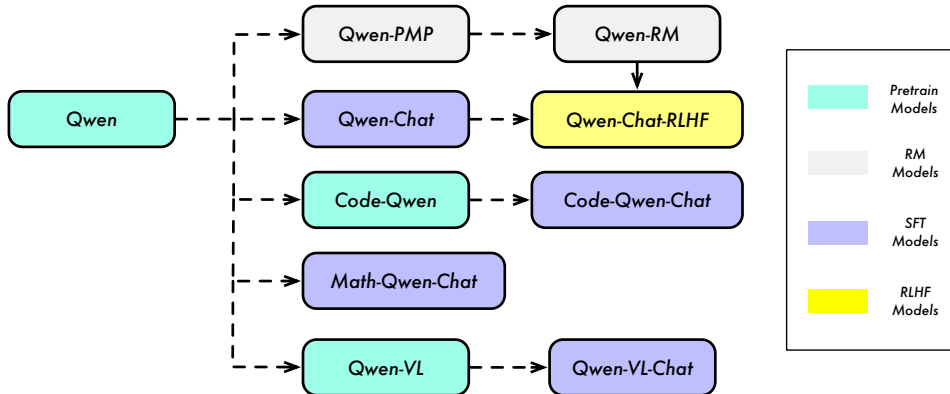 Qwen-PMP
Qwen-RM
Qwen
Qwen-Chat
Qwen-Chat-RLHF
Code-Qwen
Code-Qwen-Chat
Math-Qwen-Chat
Qwen-VL
Qwen-VL-Chat
Pretrain
Models
RM
Models
SFT
Models
RLHF
Models